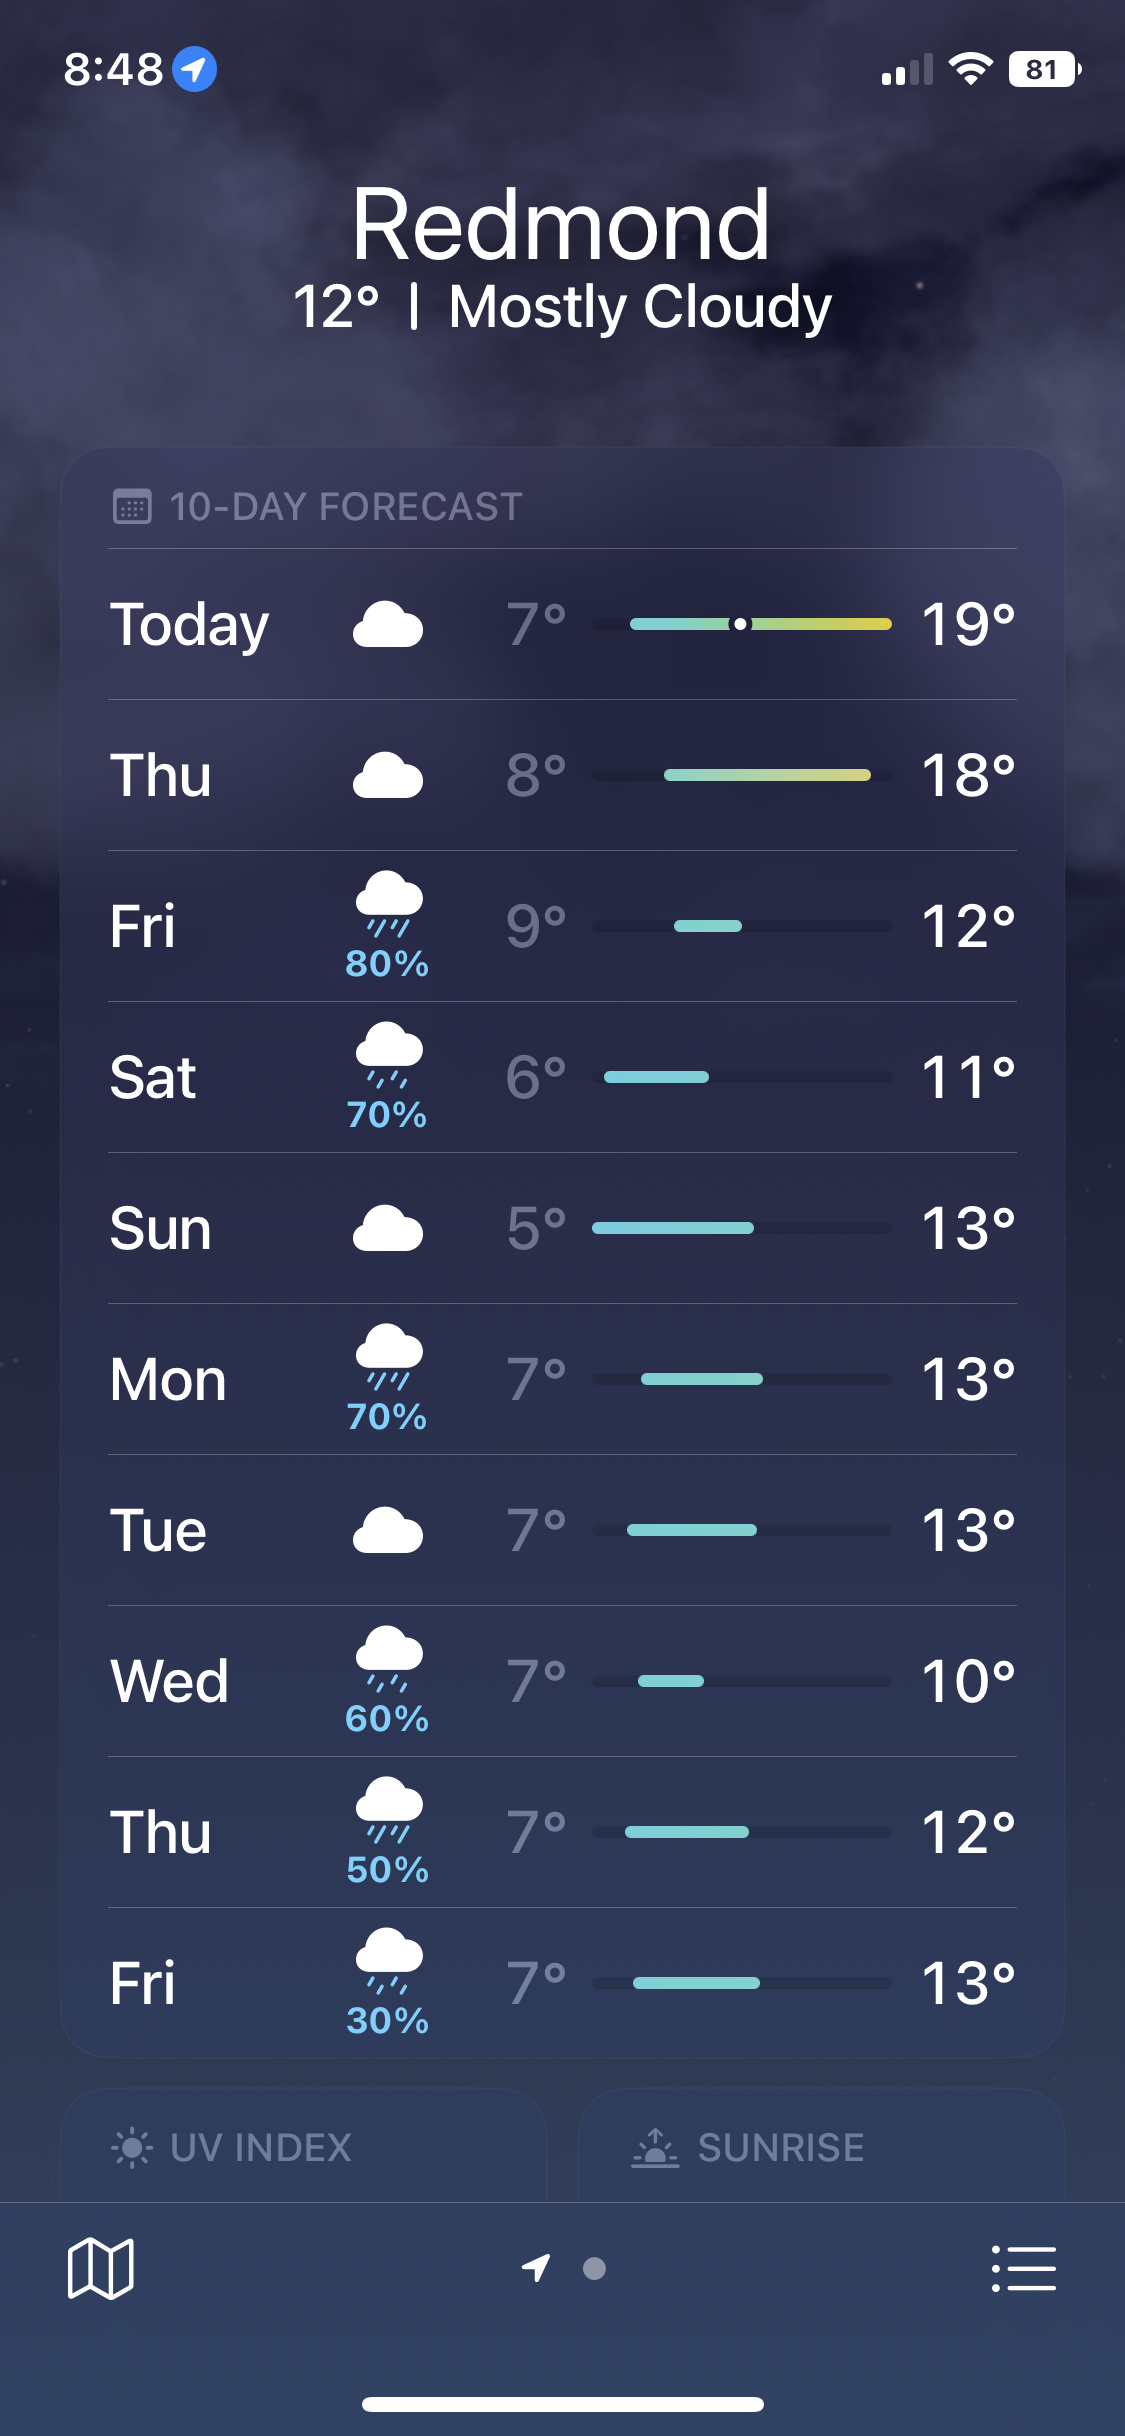 8:48
81
Redmond
12° | Mostly Cloudy
10-DAY FORECAST
Today 7° 19°
Thu 8° 18°
Fri 80% 9° 12°
Sat 70% 6° 11°
Sun 5° 13°
Mon 70% 7° 13°
Tue 7° 13°
Wed 60% 7° 10°
Thu 50% 7° 12°
Fri 30% 7° 13°
UV INDEX
SUNRISE